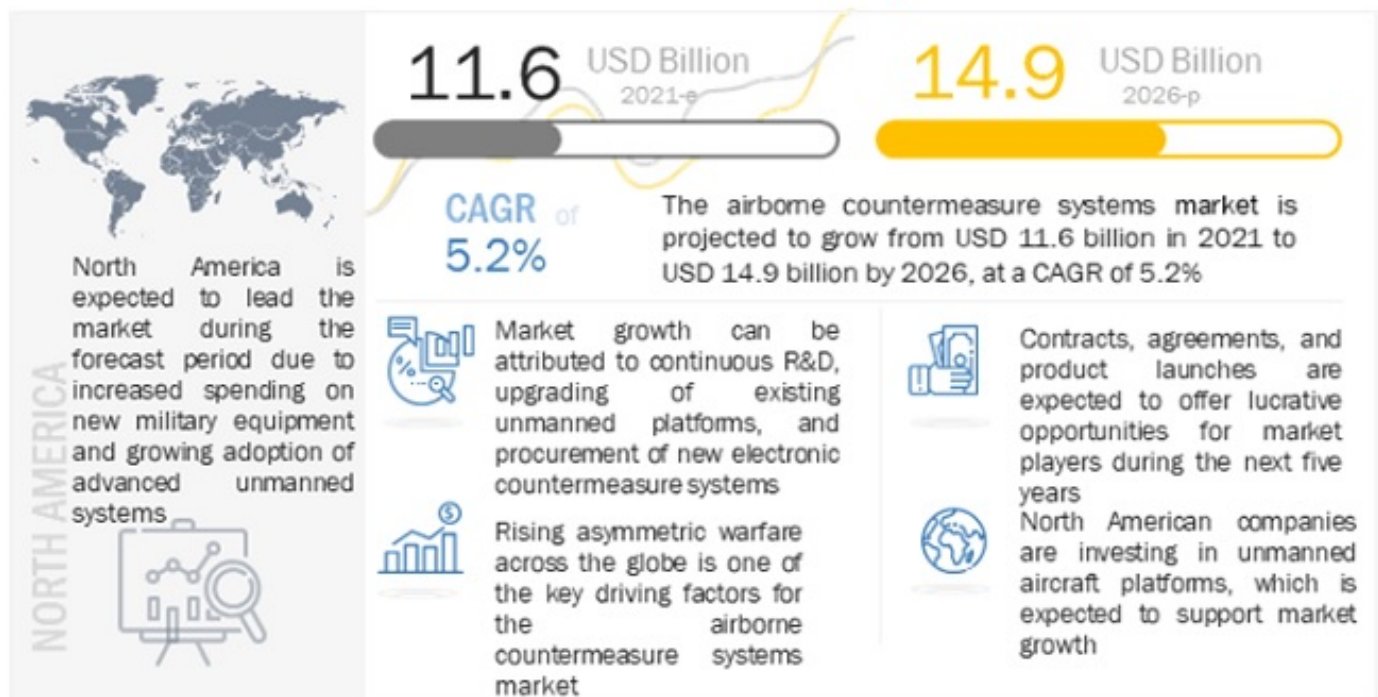 11.6
USD Billion
2021-e
14.9
USD Billion
2026-p
CAGR of
5.2%
The airborne countermeasure systems market is
projected to grow from USD 11.6 billion in 2021 to
USD 14.9 billion by 2026, at a CAGR of 5.2%
NORTH AMERICA
North America is
expected to lead the
market during the
forecast period due to
increased spending on
new military equipment
and growing adoption of
advanced unmanned
systems
Market growth can be
attributed to continuous R&D,
upgrading of existing
unmanned platforms, and
procurement of new electronic
countermeasure systems
Rising asymmetric warfare
across the globe is one of
the key driving factors for
the airborne
countermeasure systems
market
Contracts, agreements, and
product launches are
expected to offer lucrative
opportunities for market
players during the next five
years
North American companies
are investing in unmanned
aircraft platforms, which is
expected to support market
growth